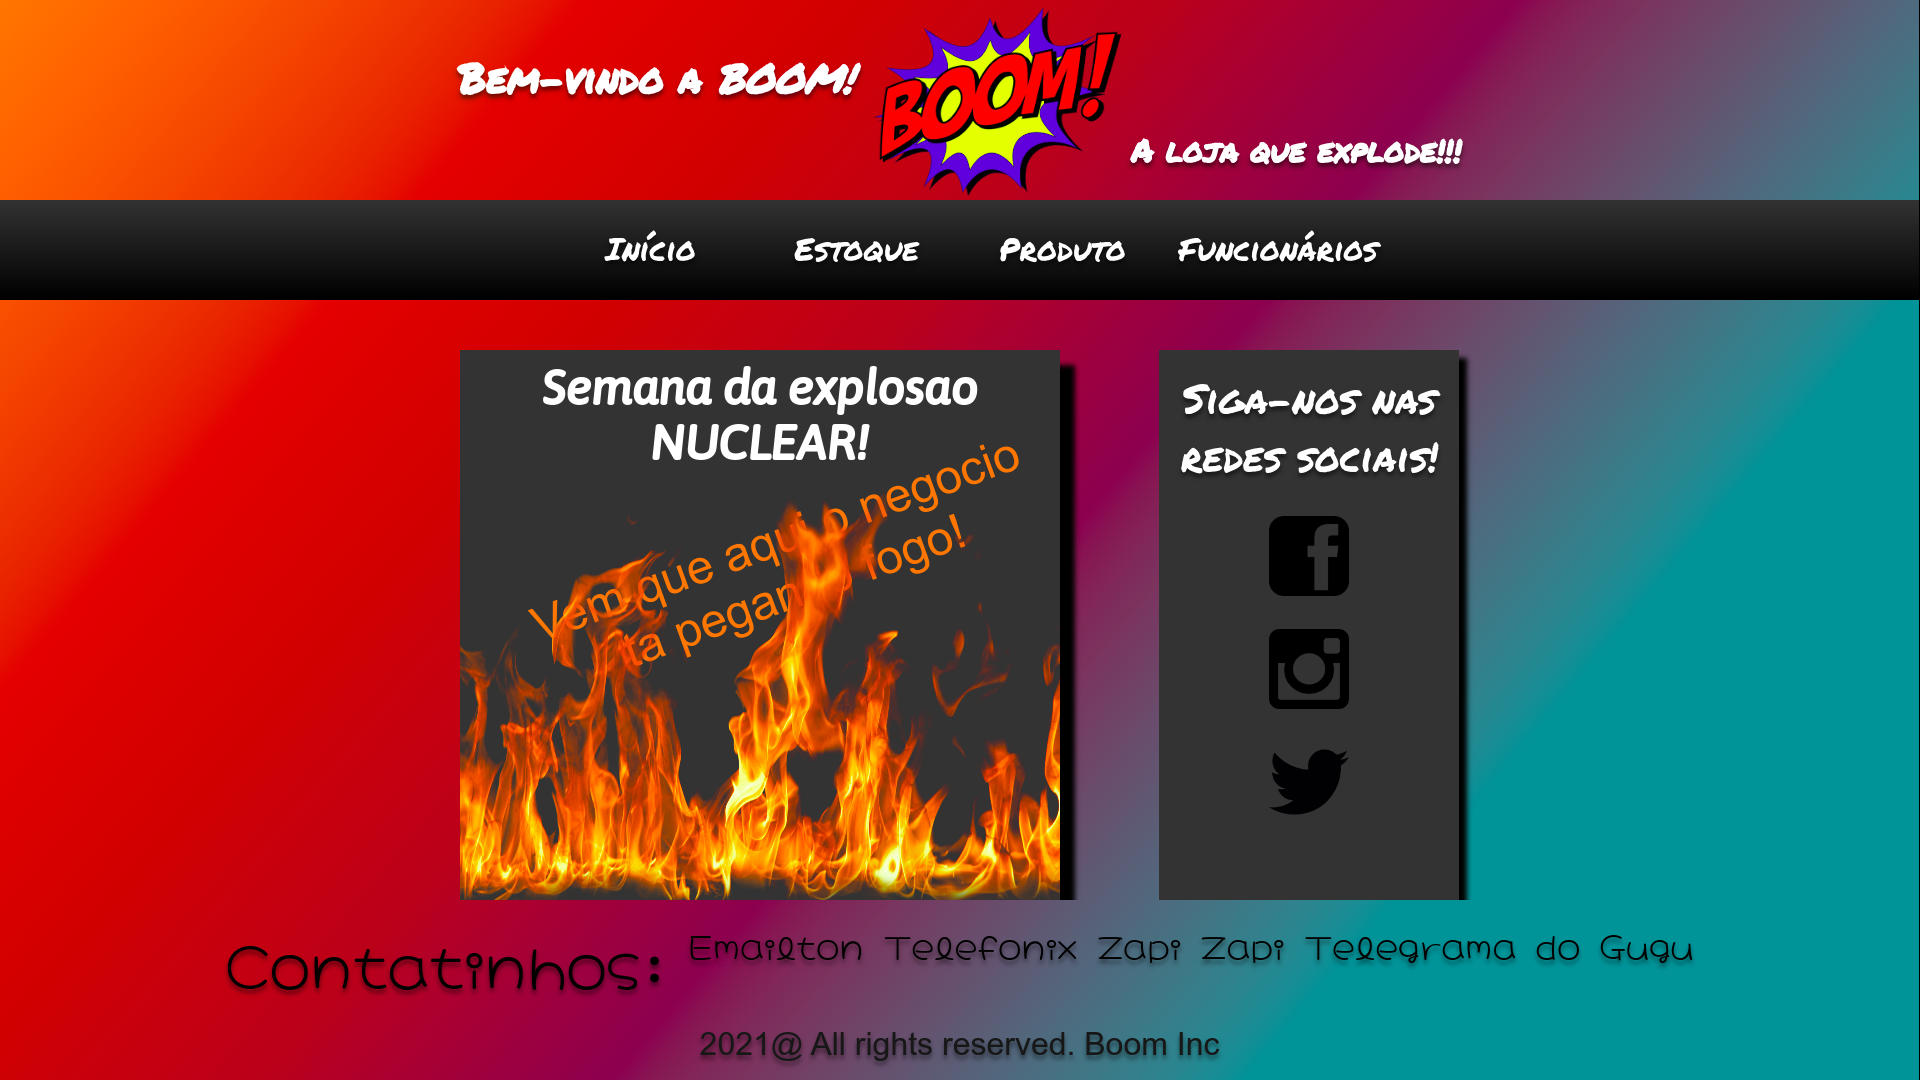 Bem-vindo a BOOM!
BOOM!
A loja que explode!!!
Início
Estoque
Produto
Funcionários
Semana da explosao
NUCLEAR!
Vem que aqui o negocio
ta pegando fogo!
Siga-nos nas
redes sociais!
Contatinhos:
Emailton Telefonix Zapi Zapi Telegrama do Gugu
2021@ All rights reserved. Boom Inc